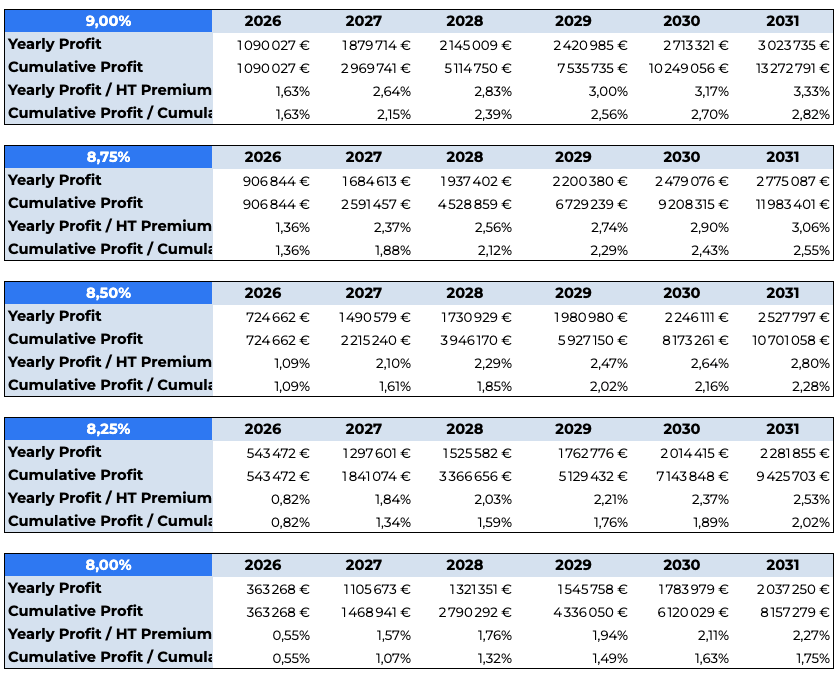 9,00% 2026 2027 2028 2029 2030 2031
Yearly Profit 1 090 027 € 1 879 714 € 2 145 009 € 2 420 985 € 2 713 321 € 3 023 735 €
Cumulative Profit 1 090 027 € 2 969 741 € 5 114 750 € 7 535 735 € 10 249 056 € 13 272 791 €
Yearly Profit / HT Premium 1,63% 2,64% 2,83% 3,00% 3,17% 3,33%
Cumulative Profit / Cumula 1,63% 2,15% 2,39% 2,56% 2,70% 2,82%
8,75% 2026 2027 2028 2029 2030 2031
Yearly Profit 906 844 € 1 684 613 € 1 937 402 € 2 200 380 € 2 479 076 € 2 775 087 €
Cumulative Profit 906 844 € 2 591 457 € 4 528 859 € 6 729 239 € 9 208 315 € 11 983 401 €
Yearly Profit / HT Premium 1,36% 2,37% 2,56% 2,74% 2,90% 3,06%
Cumulative Profit / Cumula 1,36% 1,88% 2,12% 2,29% 2,43% 2,55%
8,50% 2026 2027 2028 2029 2030 2031
Yearly Profit 724 662 € 1 490 579 € 1 730 929 € 1 980 980 € 2 246 111 € 2 527 797 €
Cumulative Profit 724 662 € 2 215 240 € 3 946 170 € 5 927 150 € 8 173 261 € 10 701 058 €
Yearly Profit / HT Premium 1,09% 2,10% 2,29% 2,47% 2,64% 2,80%
Cumulative Profit / Cumula 1,09% 1,61% 1,85% 2,02% 2,16% 2,28%
8,25% 2026 2027 2028 2029 2030 2031
Yearly Profit 543 472 € 1 297 601 € 1 525 582 € 1 762 776 € 2 014 415 € 2 281 855 €
Cumulative Profit 543 472 € 1 841 074 € 3 366 656 € 5 129 432 € 7 143 848 € 9 425 703 €
Yearly Profit / HT Premium 0,82% 1,84% 2,03% 2,21% 2,37% 2,53%
Cumulative Profit / Cumula 0,82% 1,34% 1,59% 1,76% 1,89% 2,02%
8,00% 2026 2027 2028 2029 2030 2031
Yearly Profit 363 268 € 1 105 673 € 1 321 351 € 1 545 758 € 1 783 979 € 2 037 250 €
Cumulative Profit 363 268 € 1 468 941 € 2 790 292 € 4 336 050 € 6 120 029 € 8 157 279 €
Yearly Profit / HT Premium 0,55% 1,57% 1,76% 1,94% 2,11% 2,27%
Cumulative Profit / Cumula 0,55% 1,07% 1,32% 1,49% 1,63% 1,75%